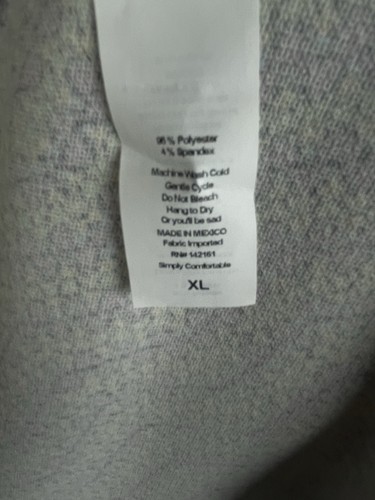 96% Polyester
4% Spandex
Machine Wash Cold
Gentle Cycle
Do Not Bleach
Hang to Dry
Or you'll be sad
MADE IN MEXICO
Fabric Imported
RN# 142161
Simply Comfortable
XL